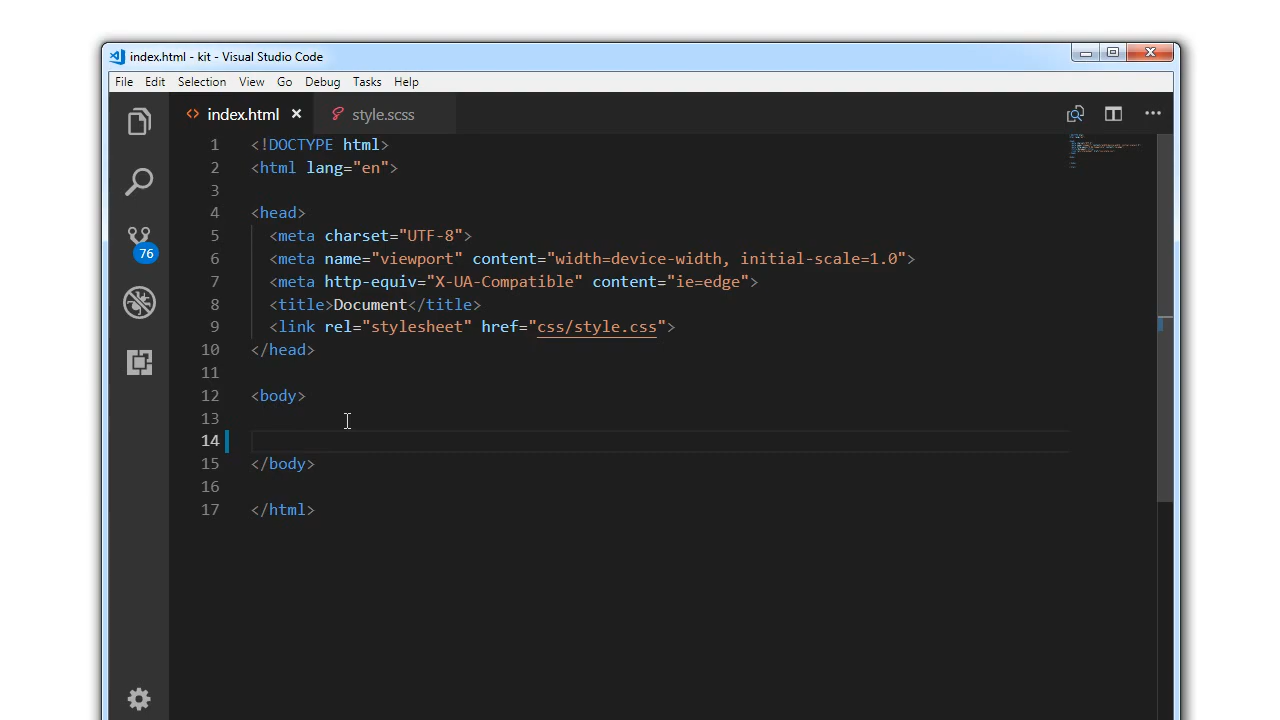 index.html - kit - Visual Studio Code
File Edit Selection View Go Debug Tasks Help
index.html style.scss
1 <!DOCTYPE html>
2 <html lang="en">
3
4 <head>
5 <meta charset="UTF-8">
6 <meta name="viewport" content="width=device-width, initial-scale=1.0">
7 <meta http-equiv="X-UA-Compatible" content="ie=edge">
8 <title>Document</title>
9 <link rel="stylesheet" href="css/style.css">
10 </head>
11
12 <body>
13
14
15 </body>
16
17 </html>
76